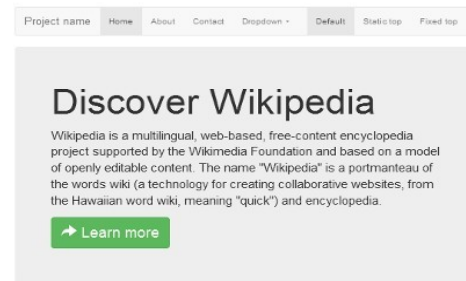 Project name Home About Contact Dropdown Default Static top Fixed top
Discover Wikipedia
Wikipedia is a multilingual, web-based, free-content encyclopedia
project supported by the Wikimedia Foundation and based on a model
of openly editable content. The name "Wikipedia" is a portmanteau of
the words wiki (a technology for creating collaborative websites, from
the Hawaiian word wiki, meaning "quick") and encyclopedia.
Learn more